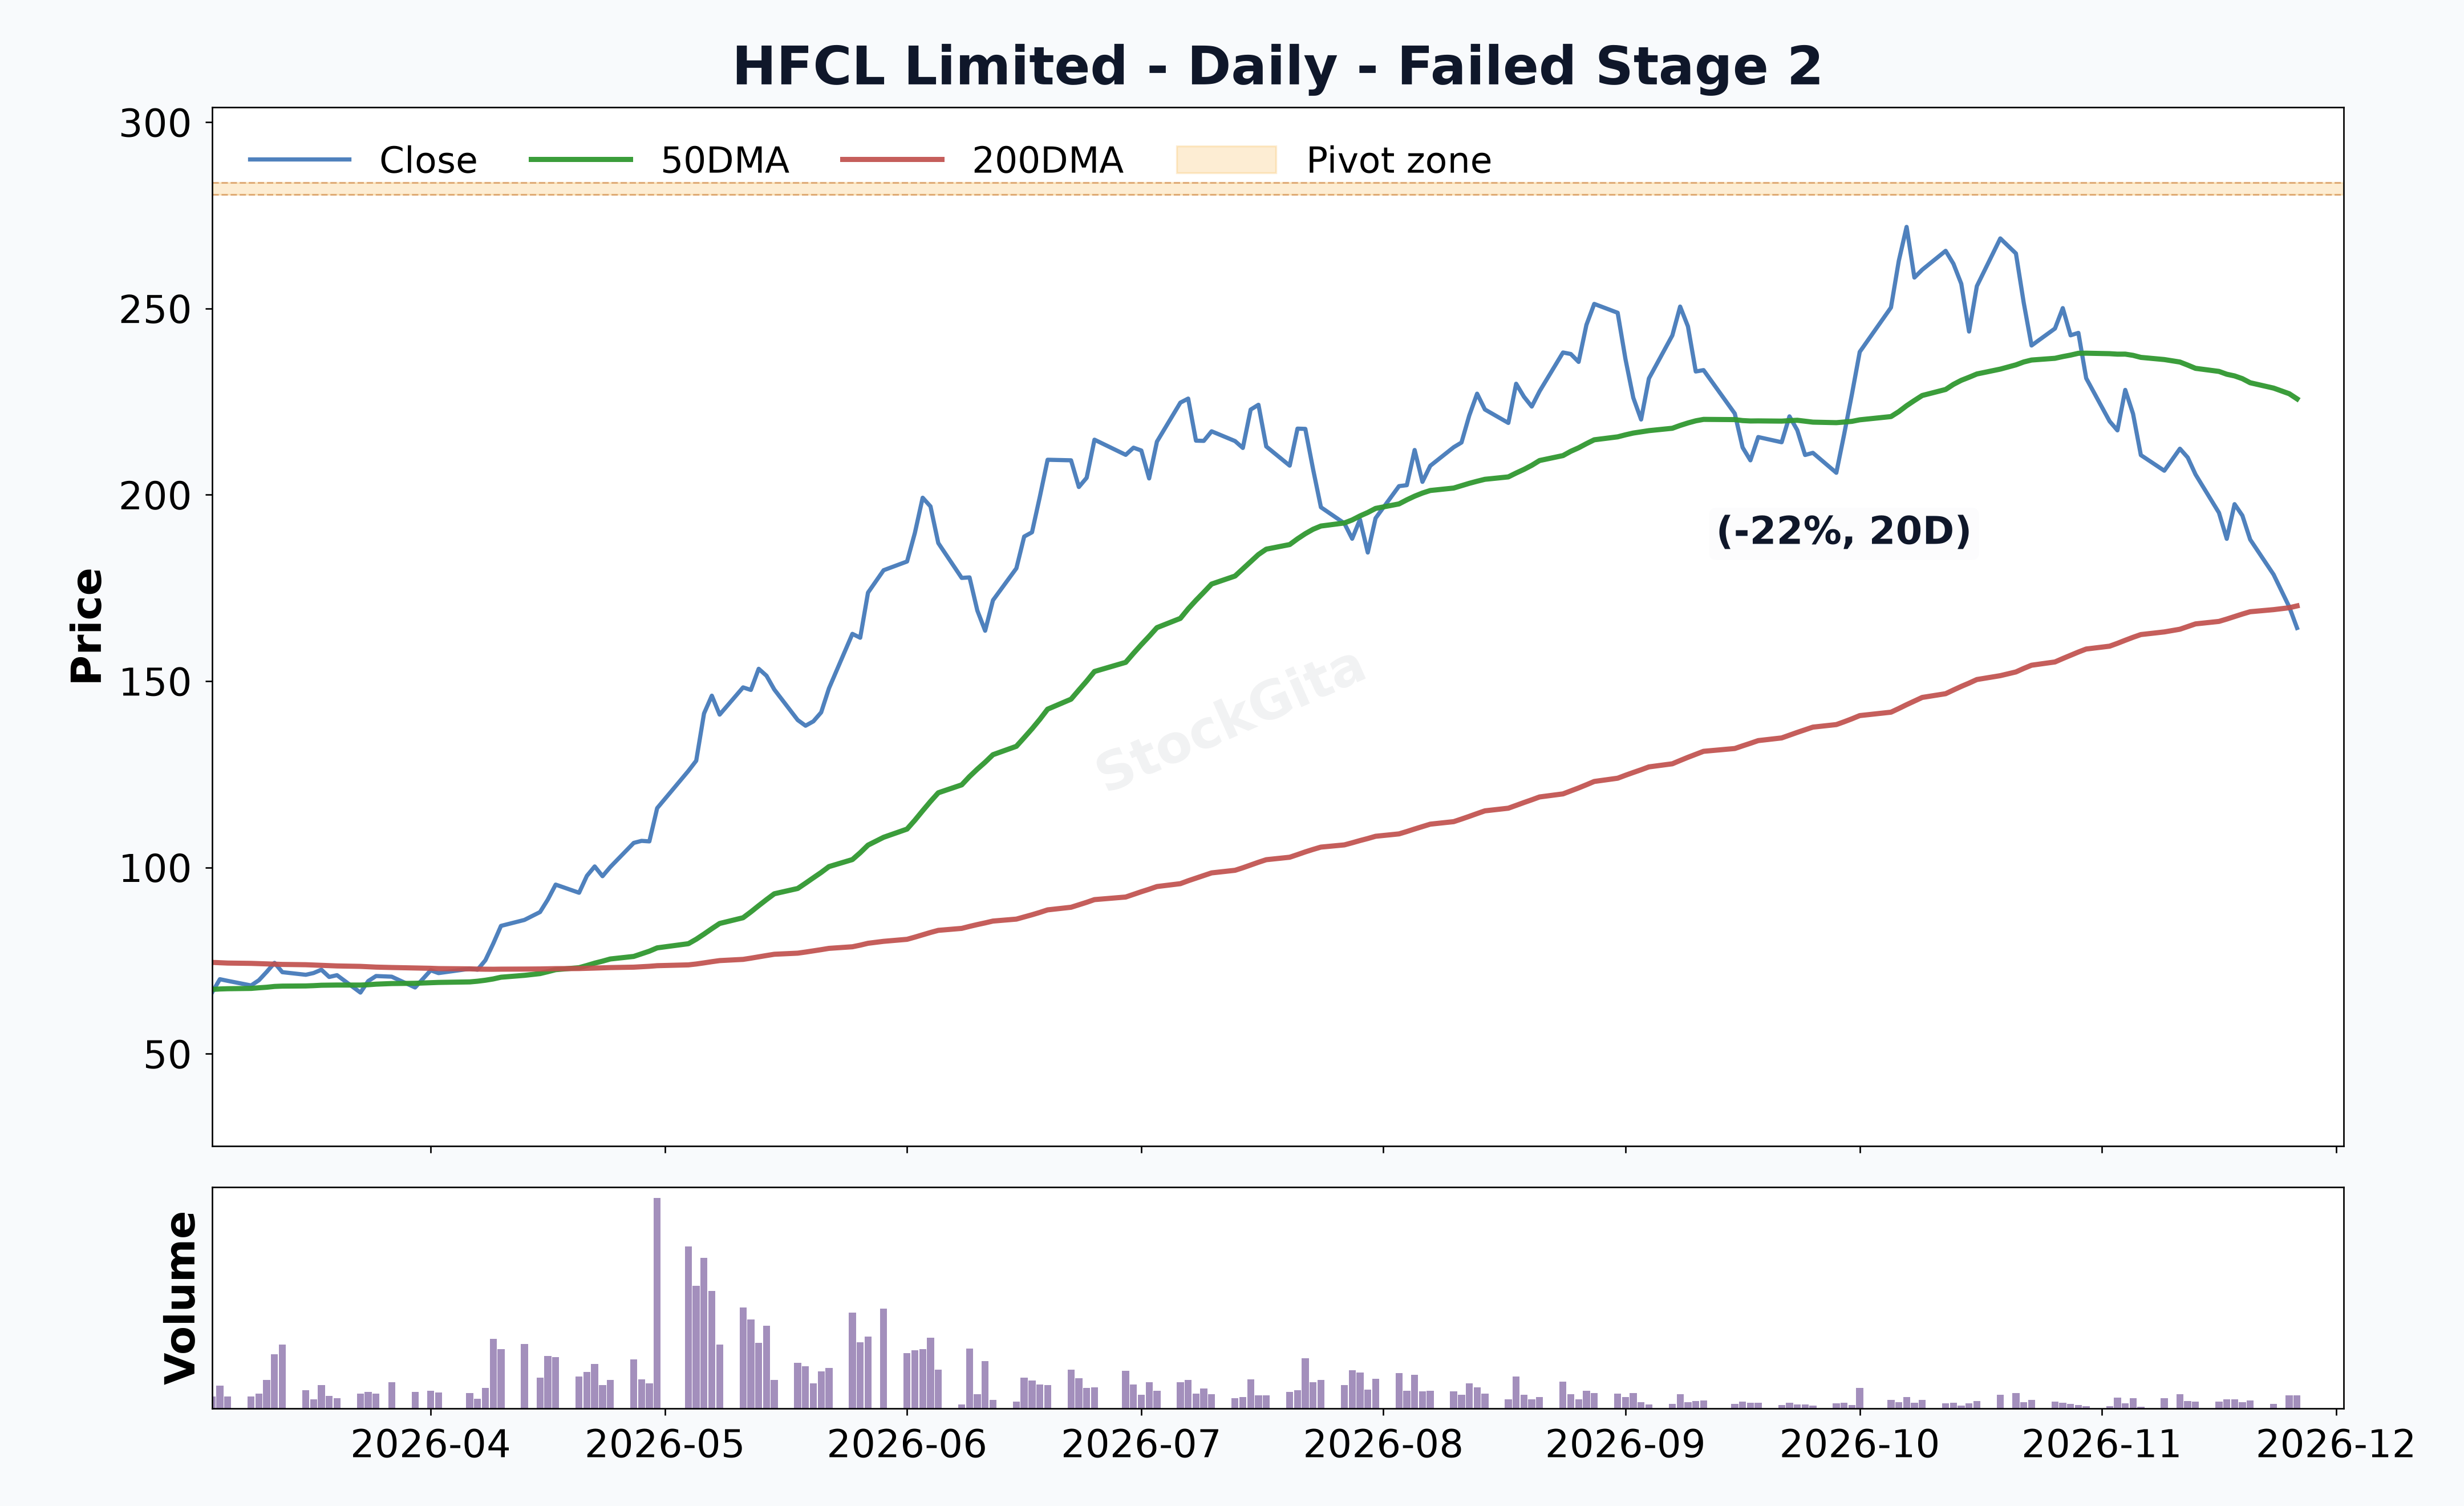 HFCL Limited - Daily - Failed Stage 2
Close 50DMA 200DMA Pivot zone
300
250
200
150
100
50
Price
(-22%, 20D)
StockGita
Volume
2026-04 2026-05 2026-06 2026-07 2026-08 2026-09 2026-10 2026-11 2026-12